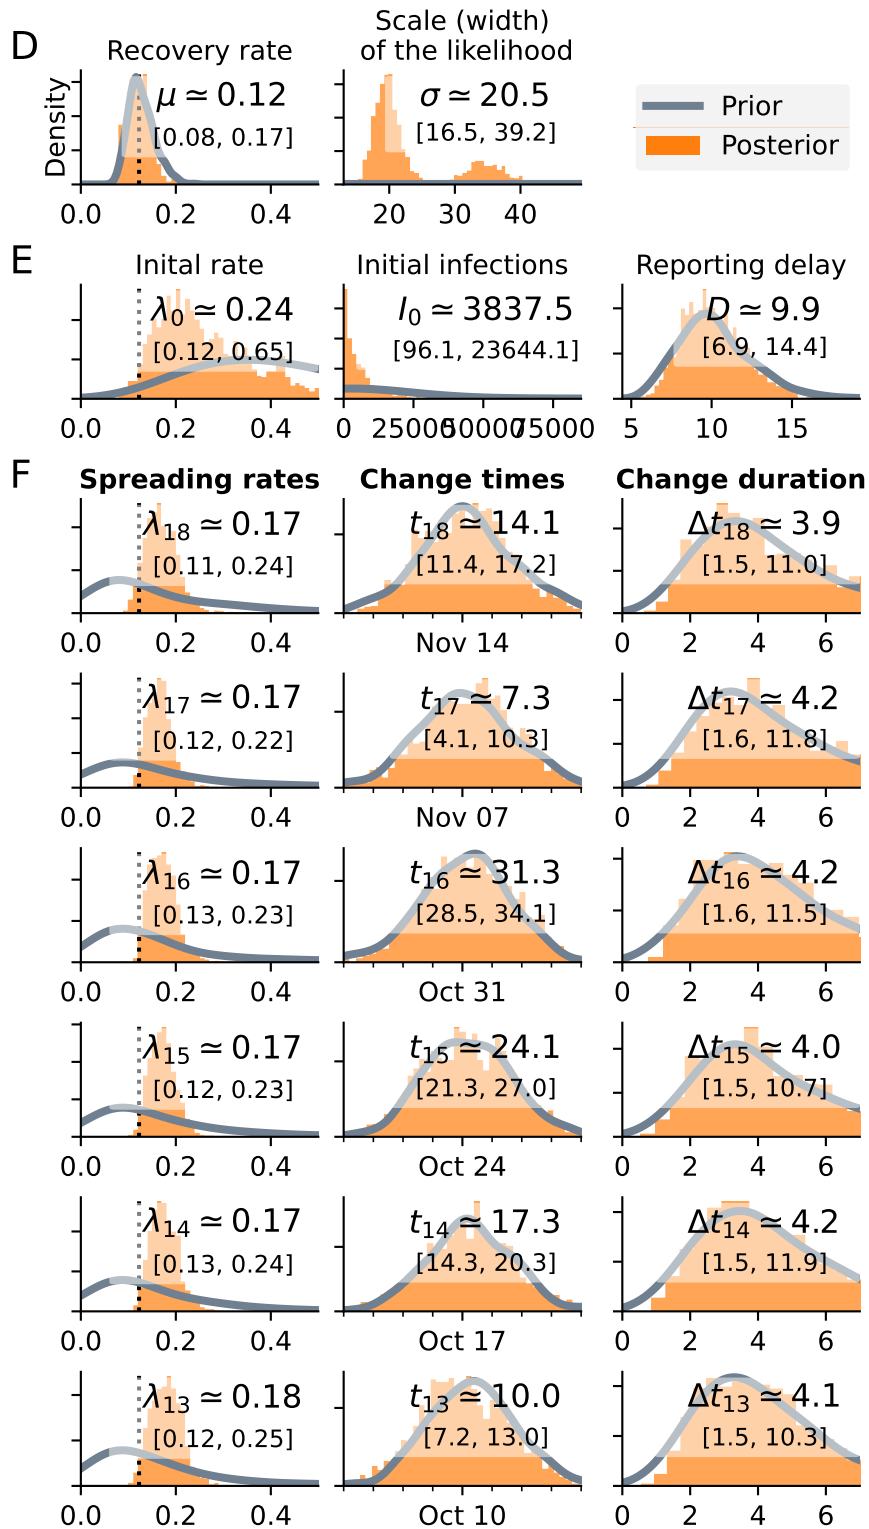 D
Recovery rate
Density
μ ≃ 0.12
[0.08, 0.17]
0.0 0.2 0.4
Scale (width)
of the likelihood
σ ≃ 20.5
[16.5, 39.2]
20 30 40
Prior
Posterior
E
Inital rate
λ0 ≃ 0.24
[0.12, 0.65]
0.0 0.2 0.4
Initial infections
I0 ≃ 3837.5
[96.1, 23644.1]
0 25000 50000 75000
Reporting delay
D ≃ 9.9
[6.9, 14.4]
5 10 15
F
Spreading rates Change times Change duration
λ18 ≃ 0.17
[0.11, 0.24]
0.0 0.2 0.4
t18 ≃ 14.1
[11.4, 17.2]
Nov 14
Δt18 ≃ 3.9
[1.5, 11.0]
0 2 4 6
λ17 ≃ 0.17
[0.12, 0.22]
0.0 0.2 0.4
t17 ≃ 7.3
[4.1, 10.3]
Nov 07
Δt17 ≃ 4.2
[1.6, 11.8]
0 2 4 6
λ16 ≃ 0.17
[0.13, 0.23]
0.0 0.2 0.4
t16 ≃ 31.3
[28.5, 34.1]
Oct 31
Δt16 ≃ 4.2
[1.6, 11.5]
0 2 4 6
λ15 ≃ 0.17
[0.12, 0.23]
0.0 0.2 0.4
t15 ≃ 24.1
[21.3, 27.0]
Oct 24
Δt15 ≃ 4.0
[1.5, 10.7]
0 2 4 6
λ14 ≃ 0.17
[0.13, 0.24]
0.0 0.2 0.4
t14 ≃ 17.3
[14.3, 20.3]
Oct 17
Δt14 ≃ 4.2
[1.5, 11.9]
0 2 4 6
λ13 ≃ 0.18
[0.12, 0.25]
0.0 0.2 0.4
t13 ≃ 10.0
[7.2, 13.0]
Oct 10
Δt13 ≃ 4.1
[1.5, 10.3]
0 2 4 6